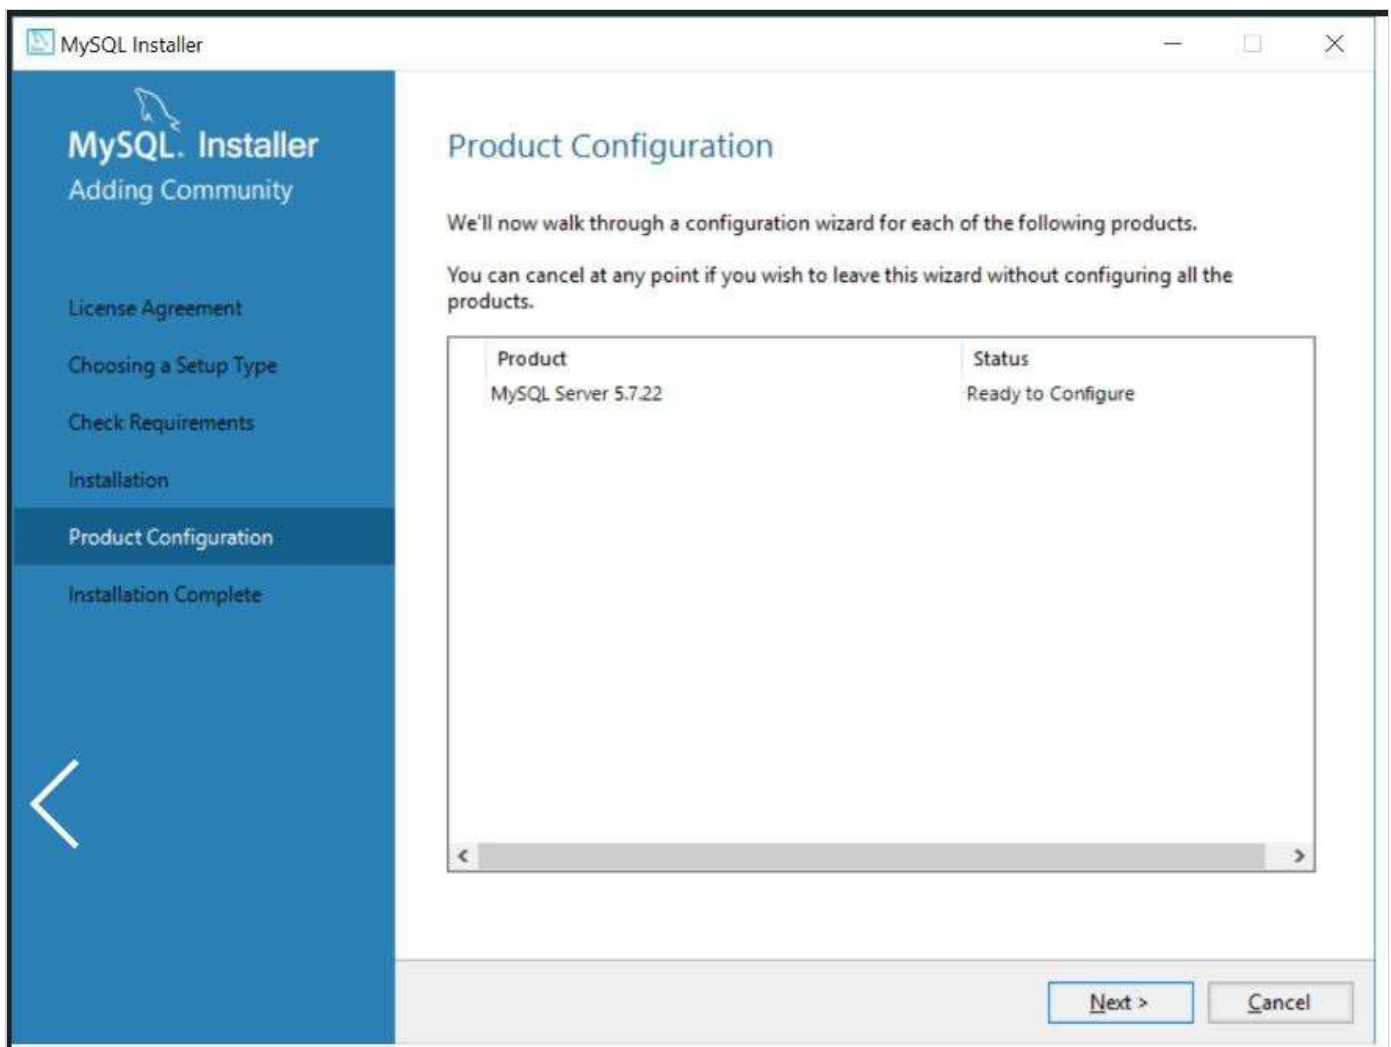 MySQL Installer
MySQL. Installer
Adding Community
License Agreement
Choosing a Setup Type
Check Requirements
Installation
Product Configuration
Installation Complete
Product Configuration
We'll now walk through a configuration wizard for each of the following products.
You can cancel at any point if you wish to leave this wizard without configuring all the
products.
Product Status
MySQL Server 5.7.22 Ready to Configure
Next > Cancel